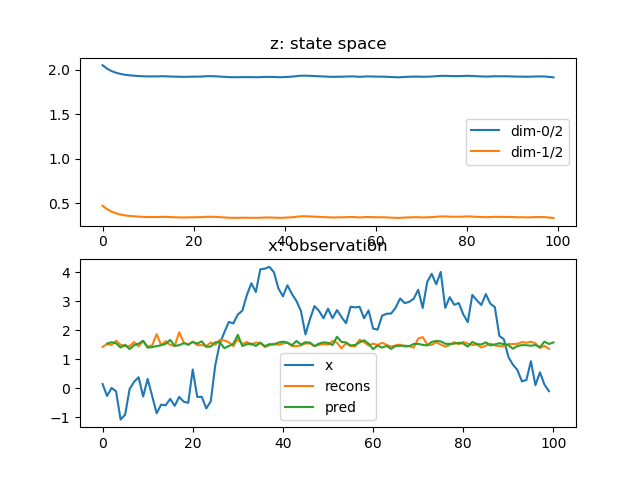 z: state space
2.0
1.5
1.0
0.5
dim-0/2
dim-1/2
0 20 40 60 80 100
x: observation
4
3
2
1
0
−1
x
recons
pred
0 20 40 60 80 100